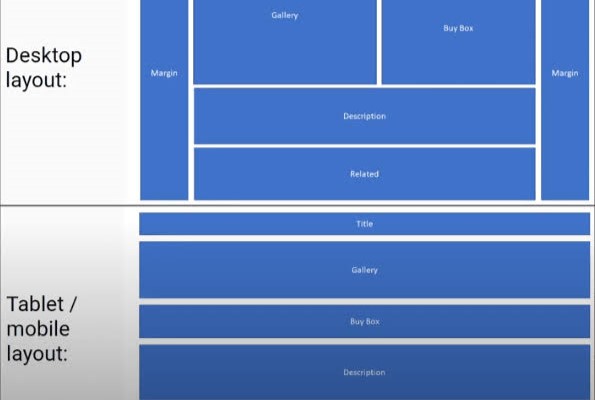 Desktop
layout:
Margin
Gallery
Buy Box
Margin
Description
Related
Tablet /
mobile
layout:
Title
Gallery
Buy Box
Description